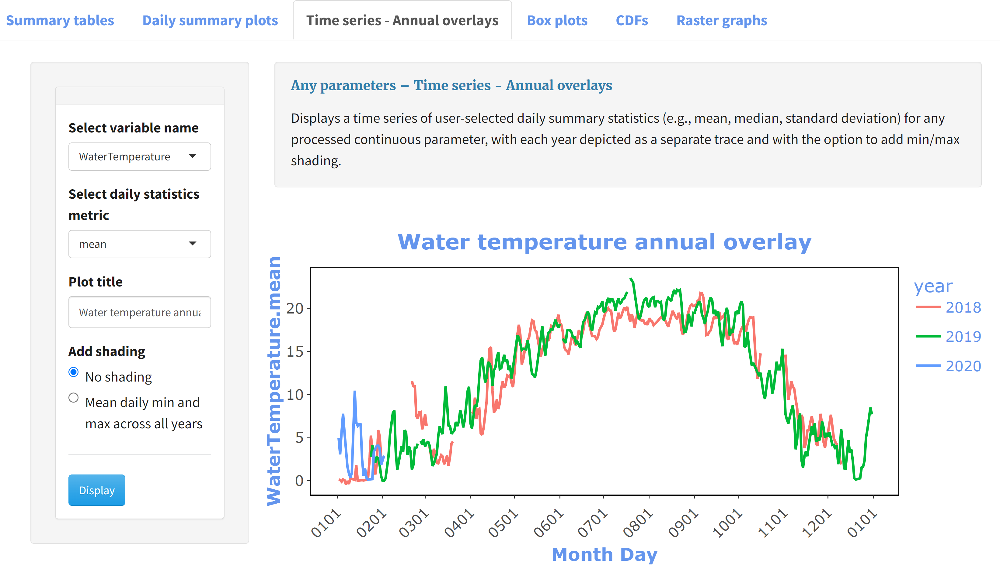 Summary tables
Daily summary plots
Time series - Annual overlays
Box plots
CDFs
Raster graphs
Select variable name
WaterTemperature
Select daily statistics
metric
mean
Plot title
Water temperature annua
Add shading
No shading
Mean daily min and
max across all years
Display
Any parameters – Time series - Annual overlays
Displays a time series of user-selected daily summary statistics (e.g., mean, median, standard deviation) for any
processed continuous parameter, with each year depicted as a separate trace and with the option to add min/max
shading.
Water temperature annual overlay
WaterTemperature.mean
20
15
10
5
0
0101
0201
0301
0401
0501
0601
0701
0801
0901
1001
1101
1201
0101
Month Day
year
2018
2019
2020